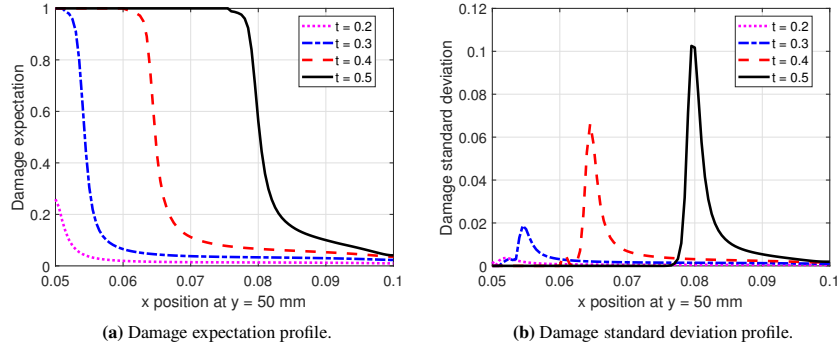 1
0.8
0.6
0.4
0.2
0
0.05
0.06
0.07
0.08
0.09
0.1
Damage expectation
x position at y = 50 mm
t = 0.2
t = 0.3
t = 0.4
t = 0.5
(a) Damage expectation profile.
0.12
0.1
0.08
0.06
0.04
0.02
0
0.05
0.06
0.07
0.08
0.09
0.1
Damage standard deviation
x position at y = 50 mm
t = 0.2
t = 0.3
t = 0.4
t = 0.5
(b) Damage standard deviation profile.